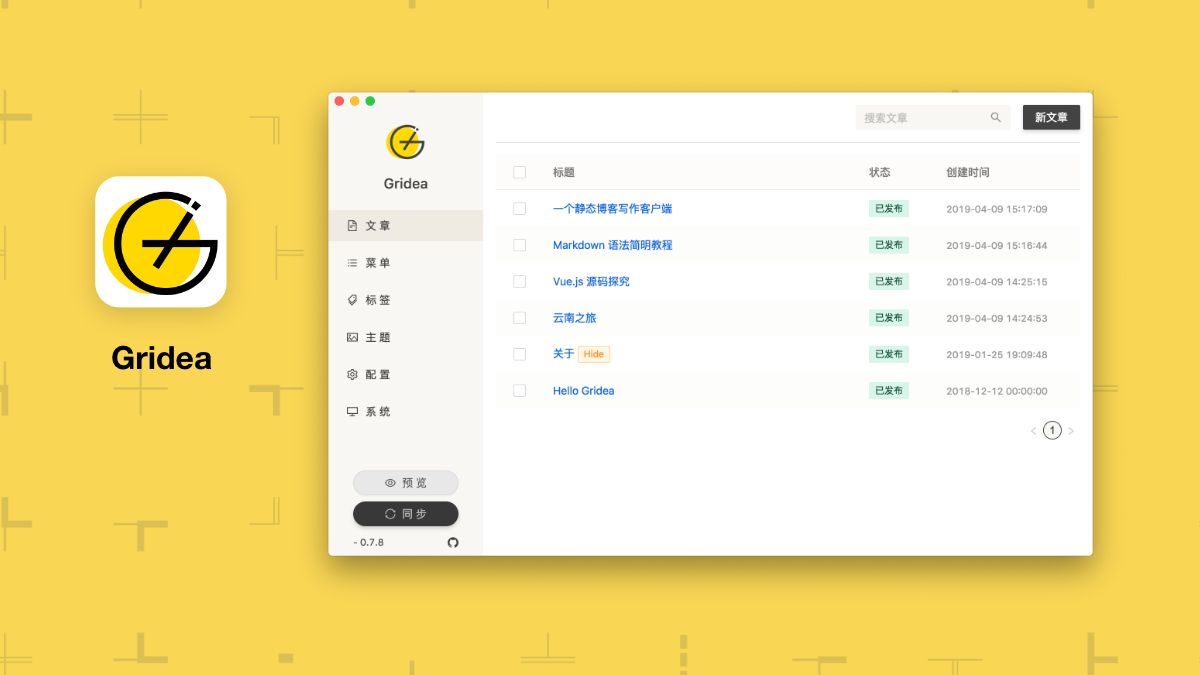 Gridea
Gridea
文章
菜单
标签
主题
配置
系统
预览
同步
- 0.7.8
搜索文章
新文章
标题 状态 创建时间
一个静态博客写作客户端 已发布 2019-04-09 15:17:09
Markdown 语法简明教程 已发布 2019-04-09 15:16:44
Vue.js 源码探究 已发布 2019-04-09 14:25:15
云南之旅 已发布 2019-04-09 14:24:53
关于 Hide 已发布 2019-01-25 19:09:48
Hello Gridea 已发布 2018-12-12 00:00:00
< 1 >